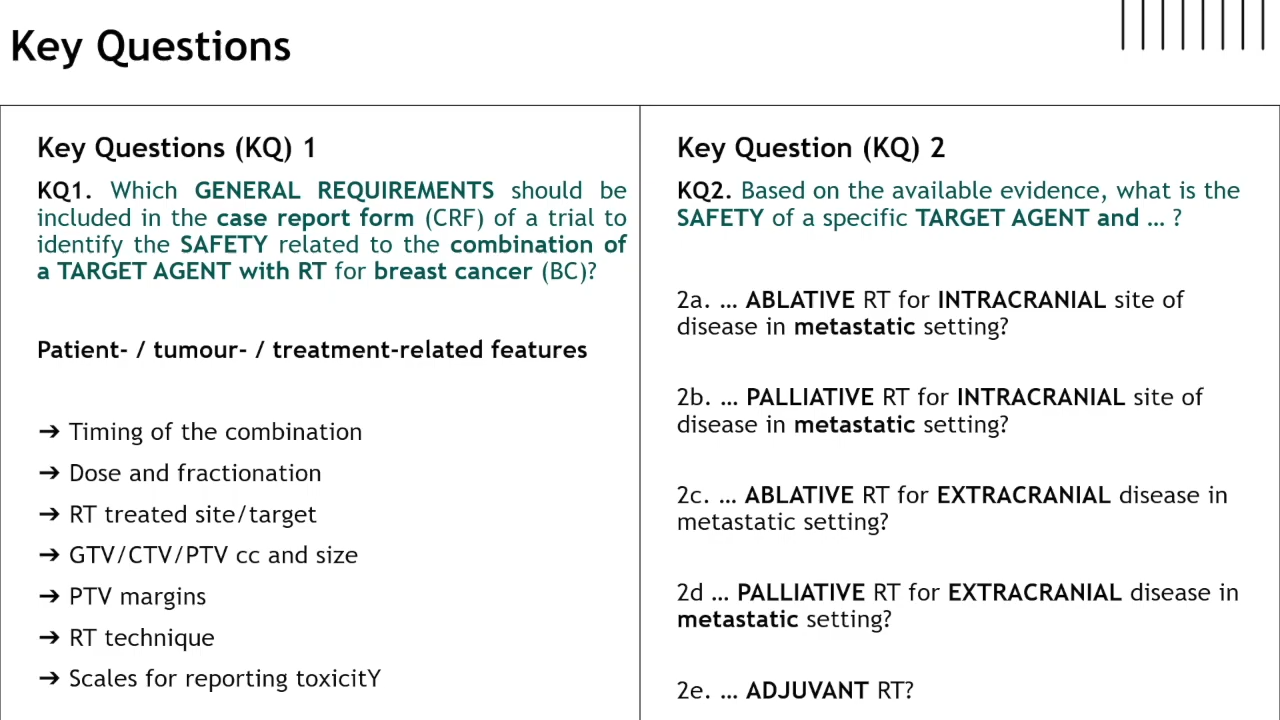 Key Questions
Key Questions (KQ) 1
KQ1. Which GENERAL REQUIREMENTS should be
included in the case report form (CRF) of a trial to
identify the SAFETY related to the combination of
a TARGET AGENT with RT for breast cancer (BC)?
Patient- / tumour- / treatment-related features
➔ Timing of the combination
➔ Dose and fractionation
➔ RT treated site/target
➔ GTV/CTV/PTV cc and size
➔ PTV margins
➔ RT technique
➔ Scales for reporting toxicitY
Key Question (KQ) 2
KQ2. Based on the available evidence, what is the
SAFETY of a specific TARGET AGENT and … ?
2a. … ABLATIVE RT for INTRACRANIAL site of
disease in metastatic setting?
2b. … PALLIATIVE RT for INTRACRANIAL site of
disease in metastatic setting?
2c. … ABLATIVE RT for EXTRACRANIAL disease in
metastatic setting?
2d … PALLIATIVE RT for EXTRACRANIAL disease in
metastatic setting?
2e. … ADJUVANT RT?